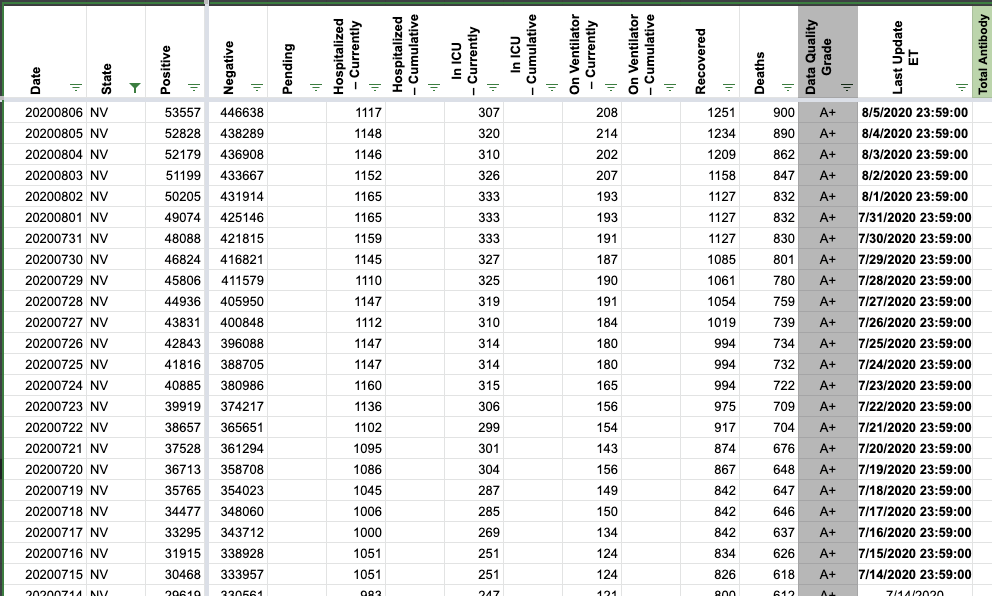 Date State Positive Negative Pending Hospitalized – Currently Hospitalized – Cumulative In ICU – Currently In ICU – Cumulative On Ventilator – Currently On Ventilator – Cumulative Recovered Deaths Data Quality Grade Last Update ET Total Antibody
20200806 NV 53557 446638 1117 307 208 1251 900 A+ 8/5/2020 23:59:00
20200805 NV 52828 438289 1148 320 214 1234 890 A+ 8/4/2020 23:59:00
20200804 NV 52179 436908 1146 310 202 1209 862 A+ 8/3/2020 23:59:00
20200803 NV 51199 433667 1152 326 207 1158 847 A+ 8/2/2020 23:59:00
20200802 NV 50205 431914 1165 333 193 1127 832 A+ 8/1/2020 23:59:00
20200801 NV 49074 425146 1165 333 193 1127 832 A+ 7/31/2020 23:59:00
20200731 NV 48088 421815 1159 333 191 1127 830 A+ 7/30/2020 23:59:00
20200730 NV 46824 416821 1145 327 187 1085 801 A+ 7/29/2020 23:59:00
20200729 NV 45806 411579 1110 325 190 1061 780 A+ 7/28/2020 23:59:00
20200728 NV 44936 405950 1147 319 191 1054 759 A+ 7/27/2020 23:59:00
20200727 NV 43831 400848 1112 310 184 1019 739 A+ 7/26/2020 23:59:00
20200726 NV 42843 396088 1147 314 180 994 734 A+ 7/25/2020 23:59:00
20200725 NV 41816 388705 1147 314 180 994 732 A+ 7/24/2020 23:59:00
20200724 NV 40885 380986 1160 315 165 994 722 A+ 7/23/2020 23:59:00
20200723 NV 39919 374217 1136 306 156 975 709 A+ 7/22/2020 23:59:00
20200722 NV 38657 365651 1102 299 154 917 704 A+ 7/21/2020 23:59:00
20200721 NV 37528 361294 1095 301 143 874 676 A+ 7/20/2020 23:59:00
20200720 NV 36713 358708 1086 304 156 867 648 A+ 7/19/2020 23:59:00
20200719 NV 35765 354023 1045 287 149 842 647 A+ 7/18/2020 23:59:00
20200718 NV 34477 348060 1006 285 150 842 646 A+ 7/17/2020 23:59:00
20200717 NV 33295 343712 1000 269 134 842 637 A+ 7/16/2020 23:59:00
20200716 NV 31915 338928 1051 251 124 834 626 A+ 7/15/2020 23:59:00
20200715 NV 30468 333957 1051 251 124 826 618 A+ 7/14/2020 23:59:00
20200714 NV 29619 330561 983 247 121 800 612 A+ 7/14/2020